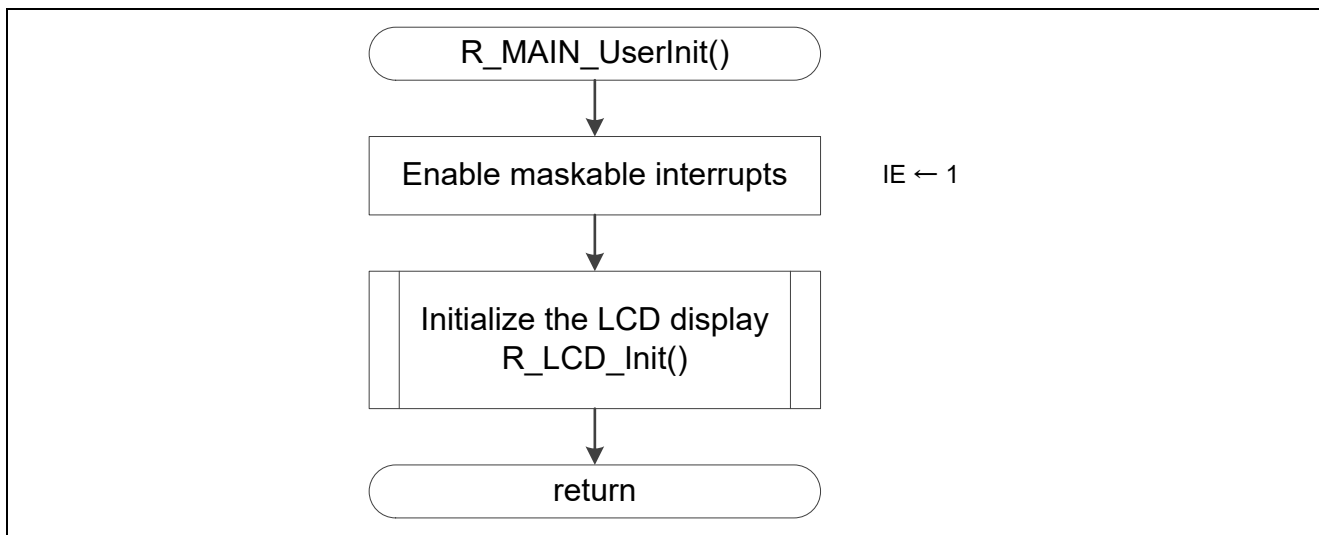 R_MAIN_UserInit()
Enable maskable interrupts
IE ← 1
Initialize the LCD display
R_LCD_Init()
return